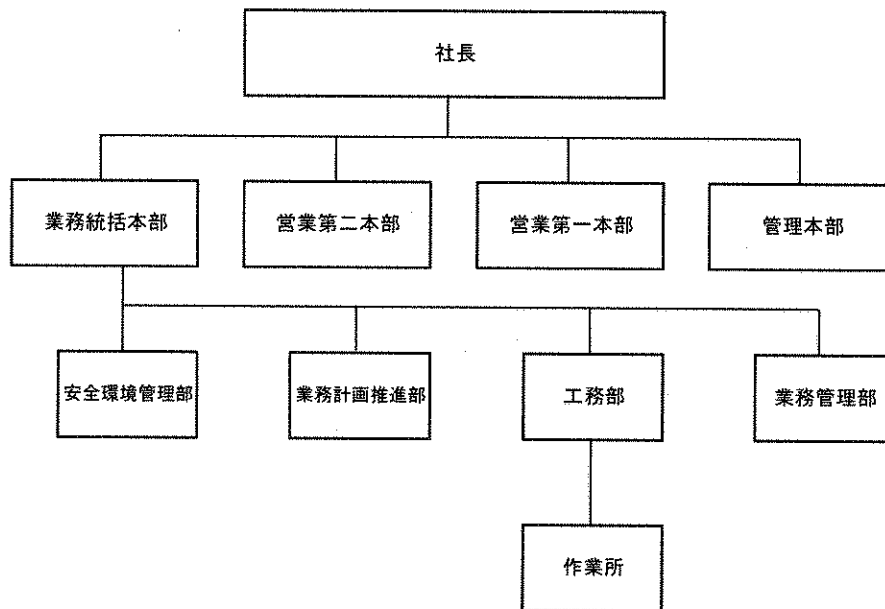 社長
業務統括本部
営業第二本部
営業第一本部
管理本部
安全環境管理部
業務計画推進部
工務部
業務管理部
作業所